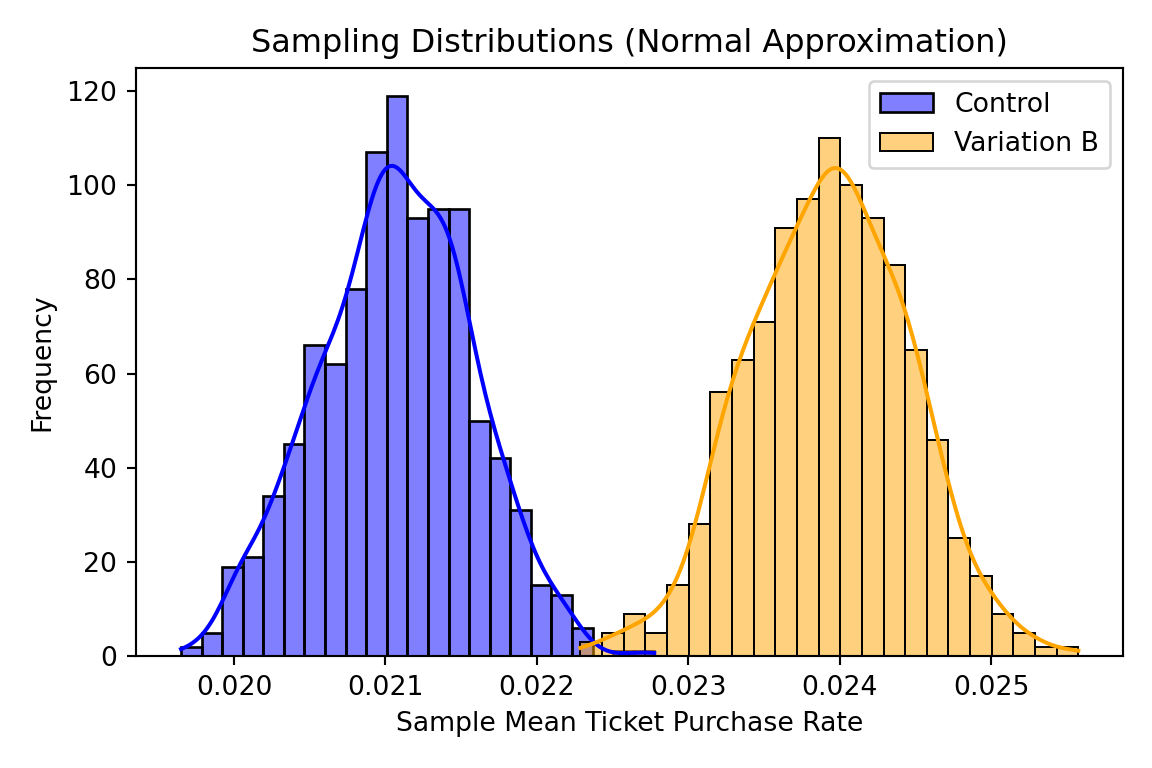 Sampling Distributions (Normal Approximation)
Control
Variation B
Frequency
120
100
80
60
40
20
0
0.020
0.021
0.022
0.023
0.024
0.025
Sample Mean Ticket Purchase Rate